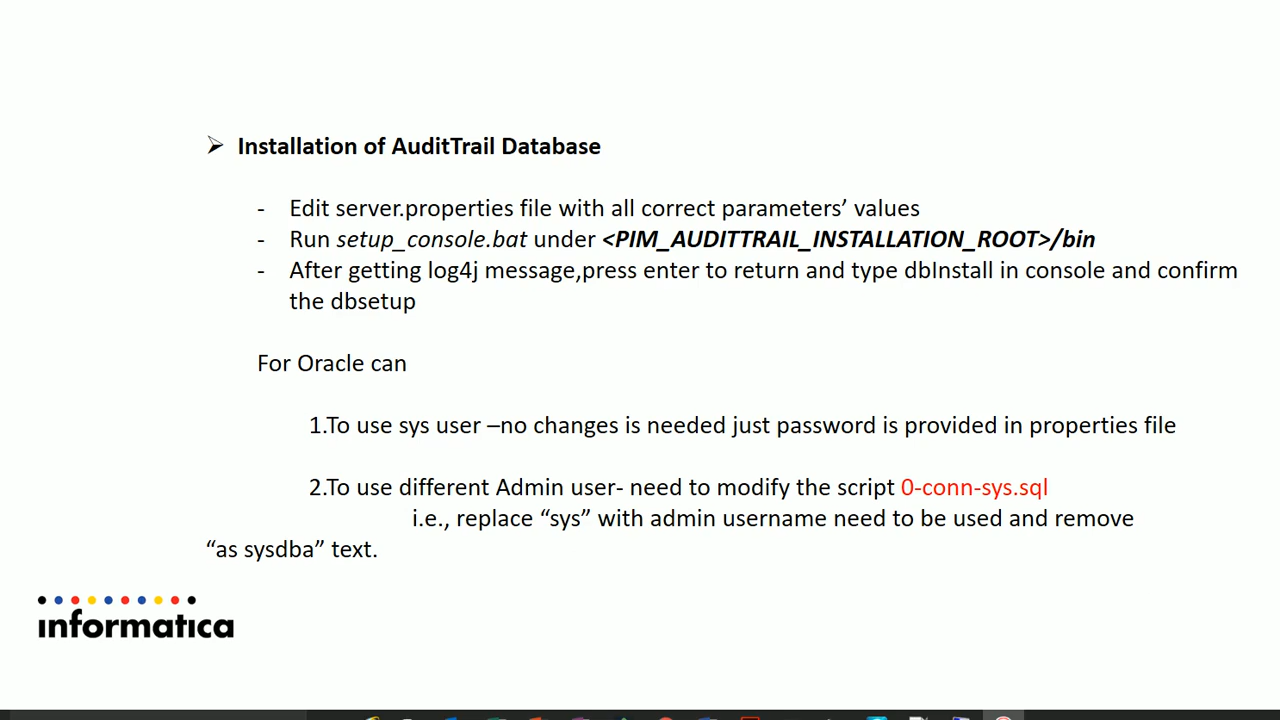 ➢ Installation of AuditTrail Database
- Edit server.properties file with all correct parameters’ values
- Run setup_console.bat under <PIM_AUDITTRAIL_INSTALLATION_ROOT>/bin
- After getting log4j message,press enter to return and type dbInstall in console and confirm
the dbsetup
For Oracle can
1.To use sys user –no changes is needed just password is provided in properties file
2.To use different Admin user- need to modify the script 0-conn-sys.sql
i.e., replace “sys” with admin username need to be used and remove
“as sysdba” text.
informatica